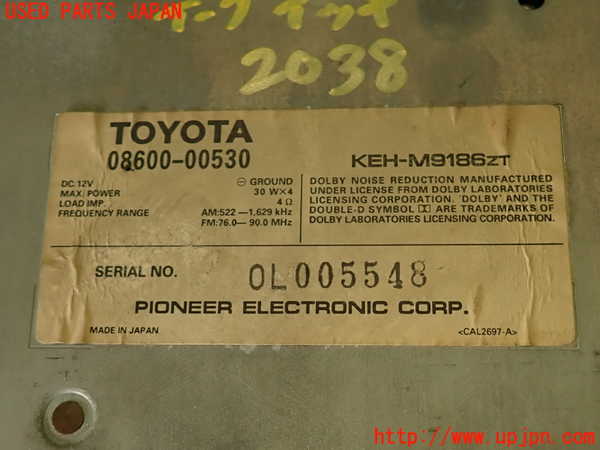 USED PARTS JAPAN
2038
TOYOTA
08600-00530
KEH-M9186ZT
DC.12V
⊖ GROUND
MAX. POWER 30 W×4
LOAD IMP. 4 Ω
FREQUENCY RANGE AM:522 – 1,629 kHz
FM:76.0 – 90.0 MHz
DOLBY NOISE REDUCTION MANUFACTURED
UNDER LICENSE FROM DOLBY LABORATORIES
LICENSING CORPORATION. 'DOLBY' AND THE
DOUBLE-D SYMBOL ARE TRADEMARKS OF
DOLBY LABORATORIES LICENSING CORPORATION.
SERIAL NO. OL005548
PIONEER ELECTRONIC CORP.
MADE IN JAPAN
<CAL2697-A>
http://www.upjpn.com/